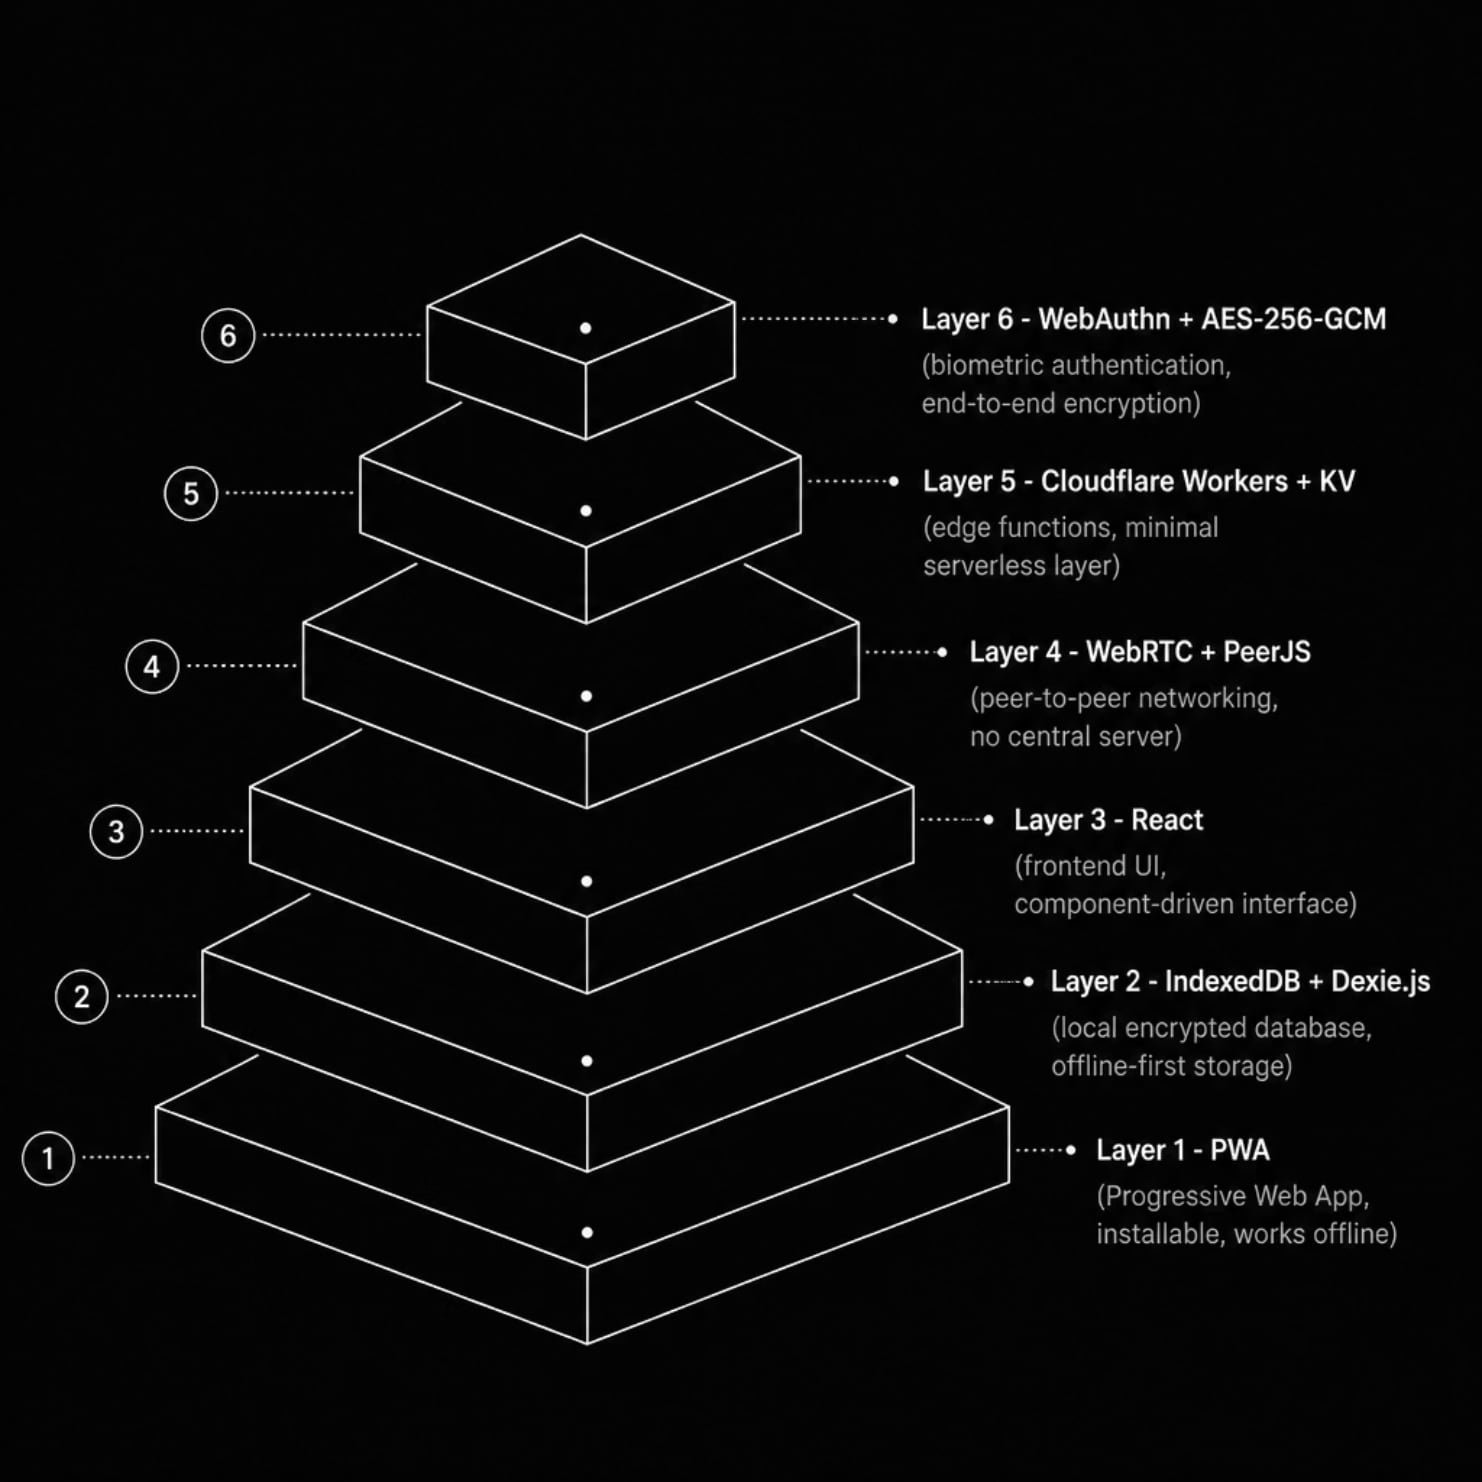 6
Layer 6 - WebAuthn + AES-256-GCM
(biometric authentication,
end-to-end encryption)
5
Layer 5 - Cloudflare Workers + KV
(edge functions, minimal
serverless layer)
4
Layer 4 - WebRTC + PeerJS
(peer-to-peer networking,
no central server)
3
Layer 3 - React
(frontend UI,
component-driven interface)
2
Layer 2 - IndexedDB + Dexie.js
(local encrypted database,
offline-first storage)
1
Layer 1 - PWA
(Progressive Web App,
installable, works offline)